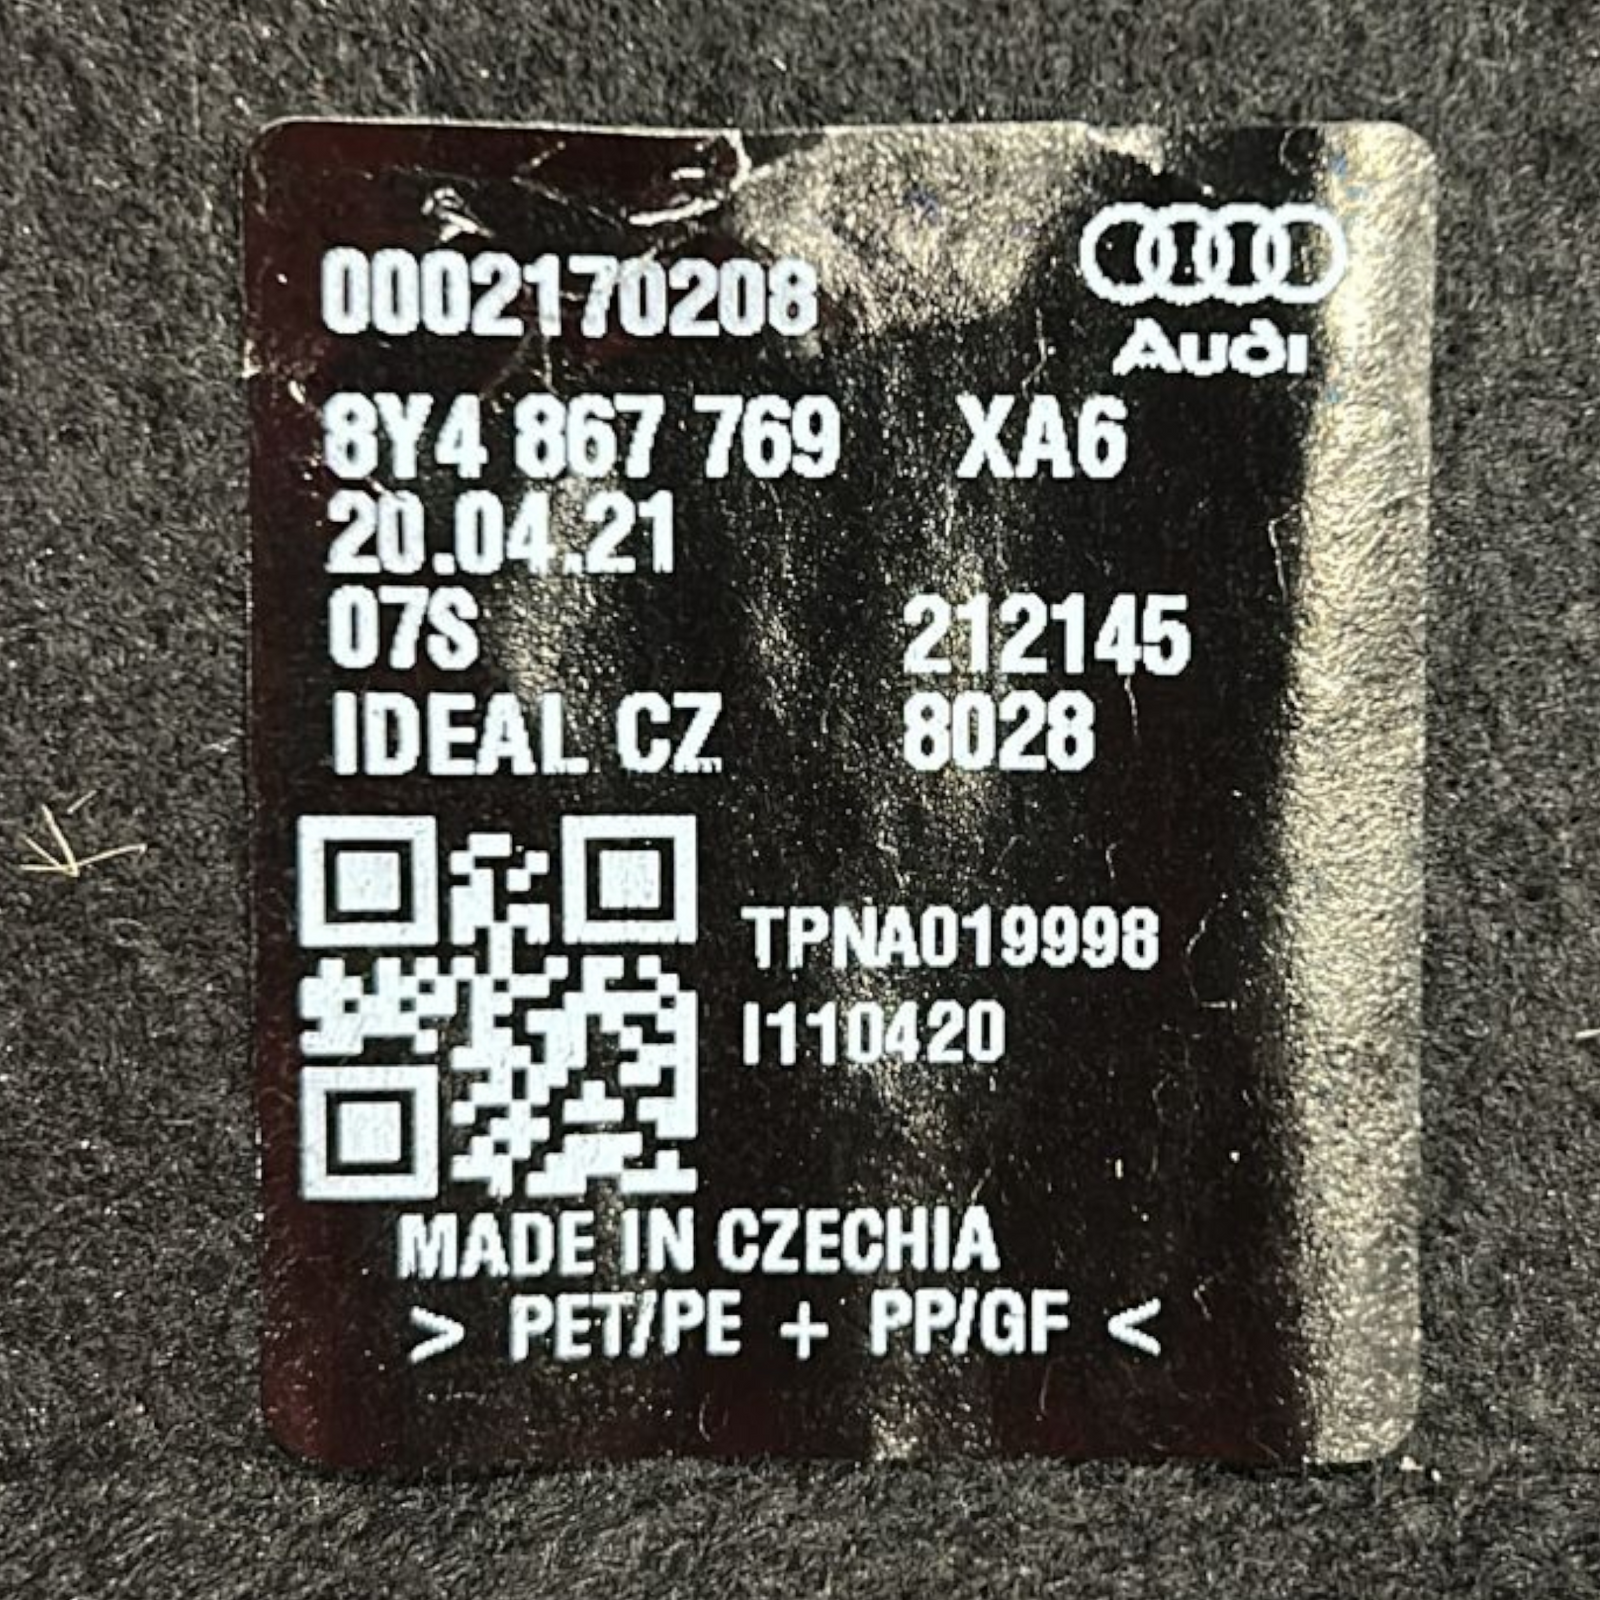 0002170208
Audi
8Y4 867 769 XA6
20.04.21
07S 212145
IDEAL CZ 8028
TPNA019998
I110420
MADE IN CZECHIA
> PET/PE + PP/GF <